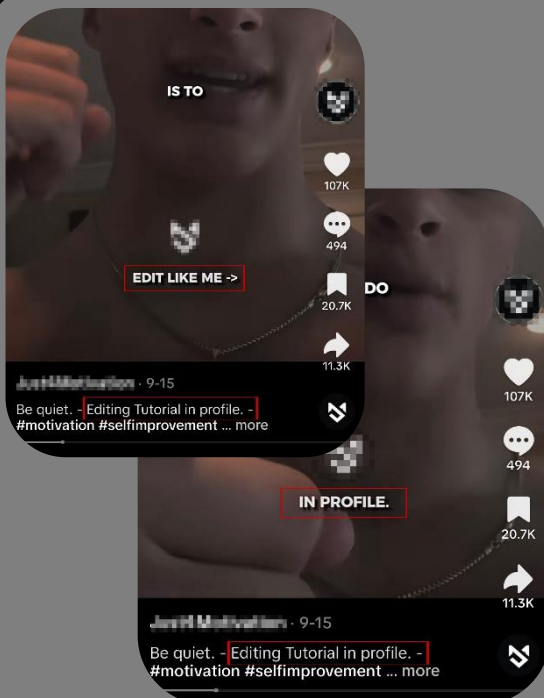 IS TO
107K
494
EDIT LIKE ME ->
20.7K
11.3K
· 9-15
Be quiet. - Editing Tutorial in profile. -
#motivation #selfimprovement ... more
DO
107K
494
IN PROFILE.
20.7K
11.3K
· 9-15
Be quiet. - Editing Tutorial in profile. -
#motivation #selfimprovement ... more